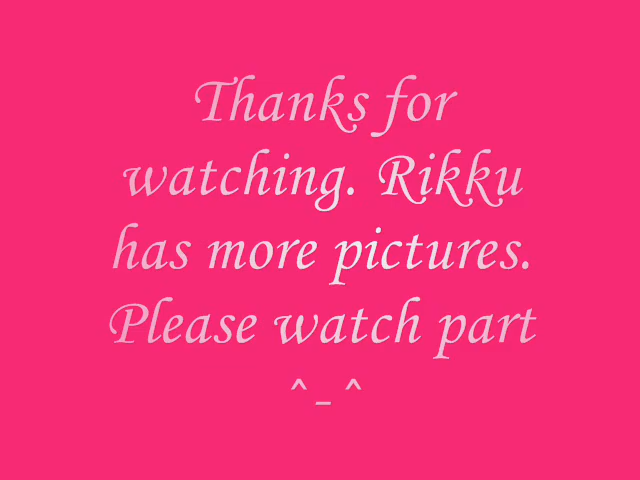 Thanks for
watching. Rikku
has more pictures.
Please watch part
^_^